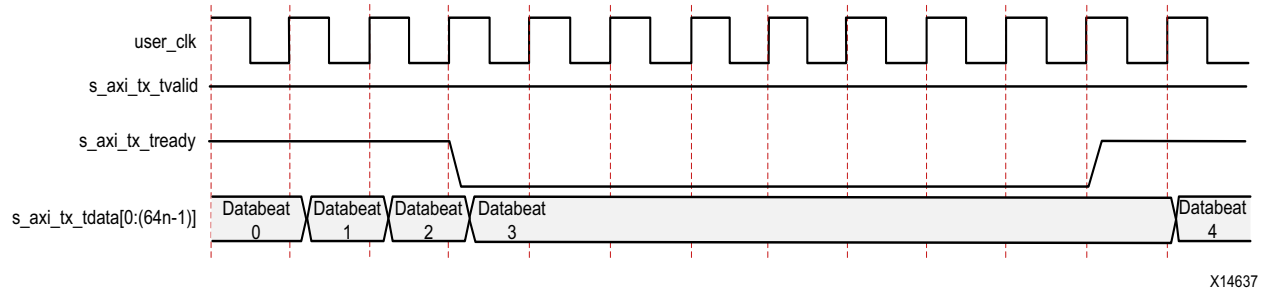 user_clk
s_axi_tx_tvalid
s_axi_tx_tready
s_axi_tx_tdata[0:(64n-1)]
Databeat Databeat Databeat Databeat Databeat
0 1 2 3 4
X14637